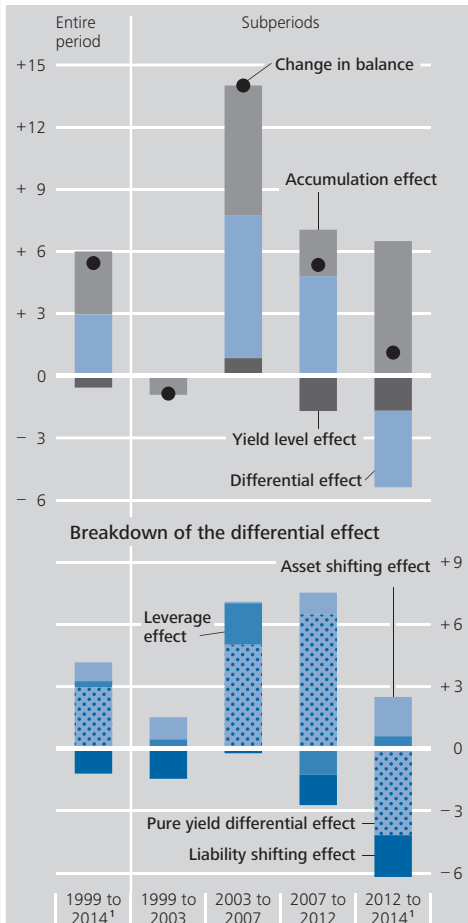 Entire
period
Subperiods
+15
Change in balance
+12
Accumulation effect
+ 9
+ 6
+ 3
0
Yield level effect
− 3
Differential effect
− 6
Breakdown of the differential effect
+9
Asset shifting effect
Leverage
effect
+6
+3
0
−3
Pure yield differential effect
Liability shifting effect
−6
1999 to
2014¹
1999 to
2003
2003 to
2007
2007 to
2012
2012 to
2014¹